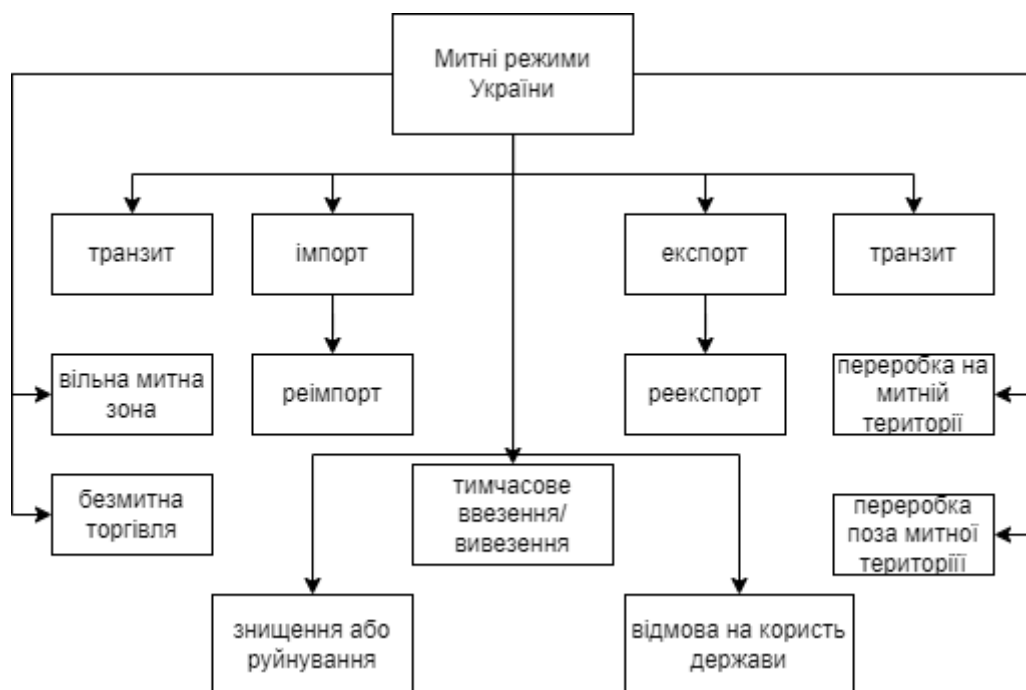 Митні режими
України
транзит
імпорт
експорт
транзит
вільна митна
зона
реімпорт
реекспорт
переробка на
митній
території
безмитна
торгівля
тимчасове
ввезення/
вивезення
переробка
поза митної
територіїї
знищення або
руйнування
відмова на користь
держави